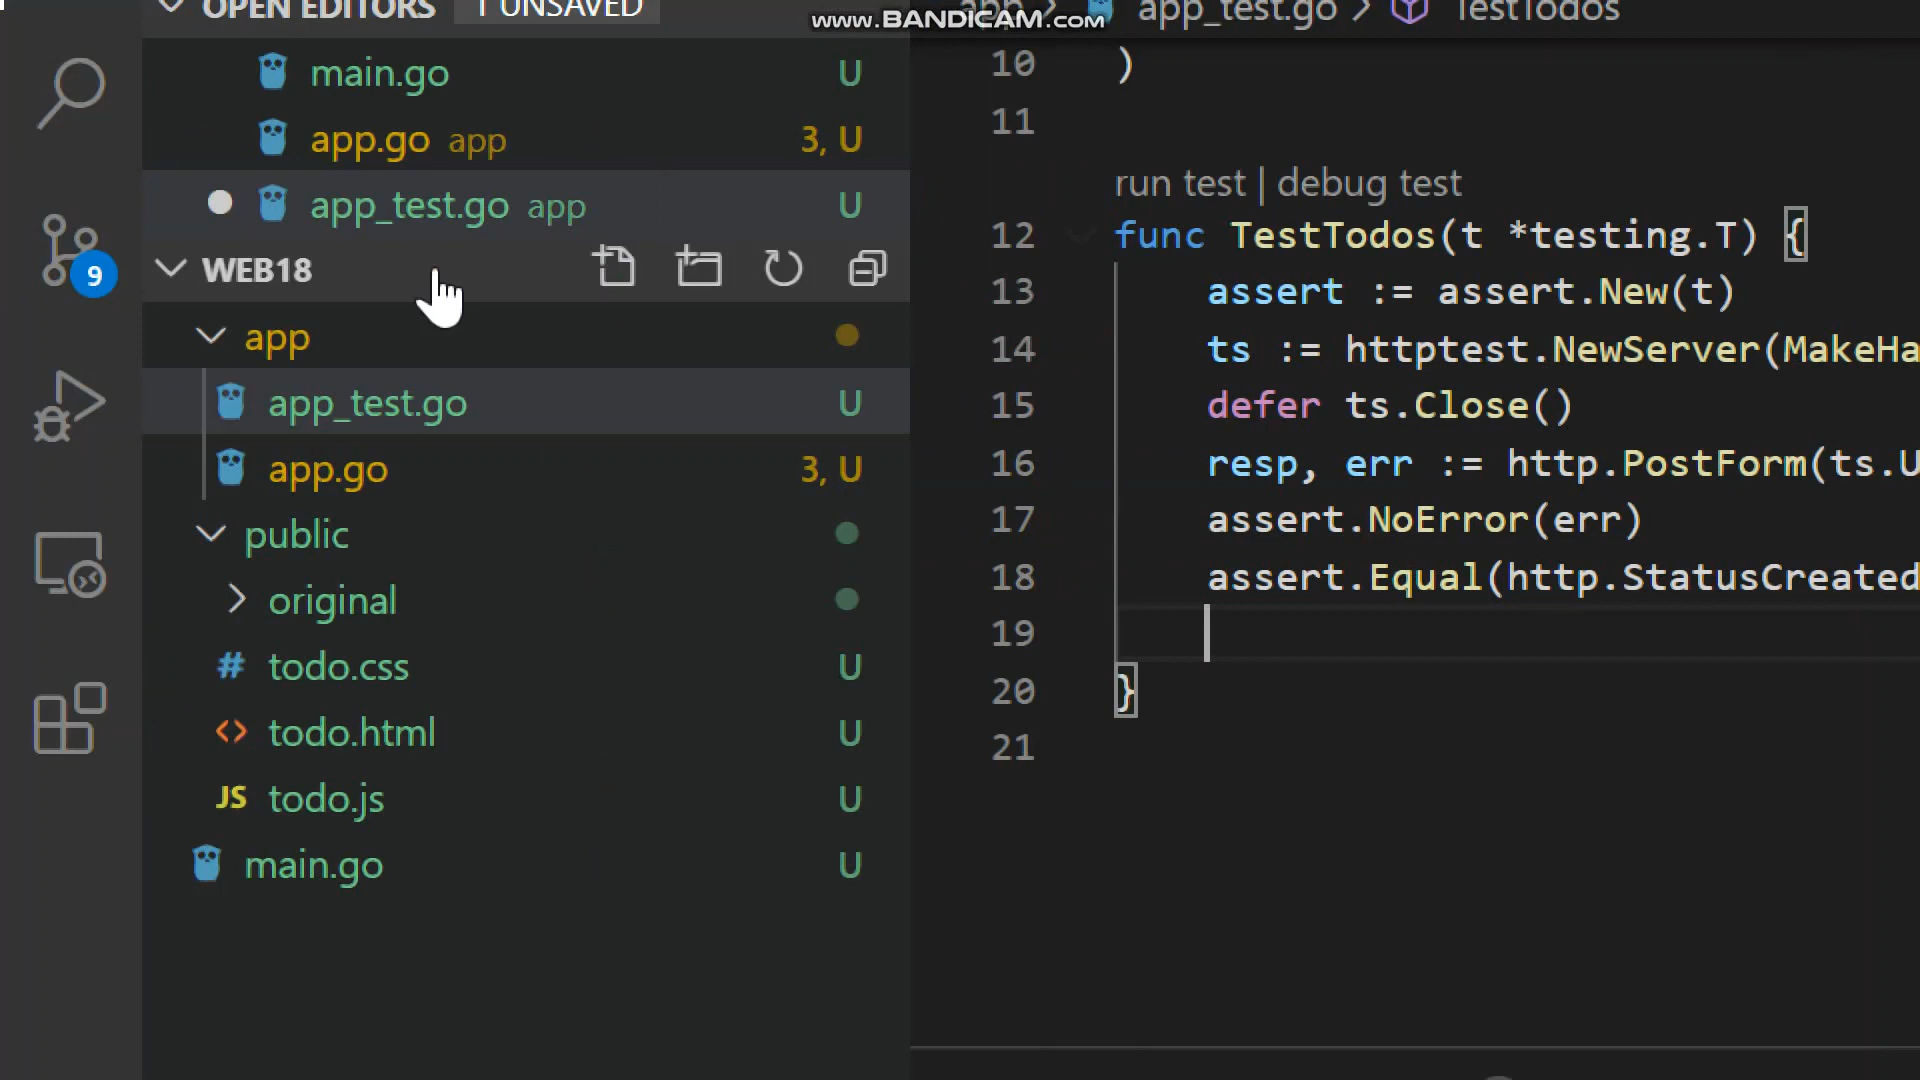 OPEN EDITORS 1 UNSAVED
main.go U
app.go app 3, U
app_test.go app U
WEB18
app
app_test.go U
app.go 3, U
public
original
# todo.css U
<> todo.html U
JS todo.js U
main.go U
9
www.BANDICAM.com
app > app_test.go > TestTodos
10 )
11
run test | debug test
12 func TestTodos(t *testing.T) {
13 assert := assert.New(t)
14 ts := httptest.NewServer(MakeHa
15 defer ts.Close()
16 resp, err := http.PostForm(ts.U
17 assert.NoError(err)
18 assert.Equal(http.StatusCreated
19
20 }
21